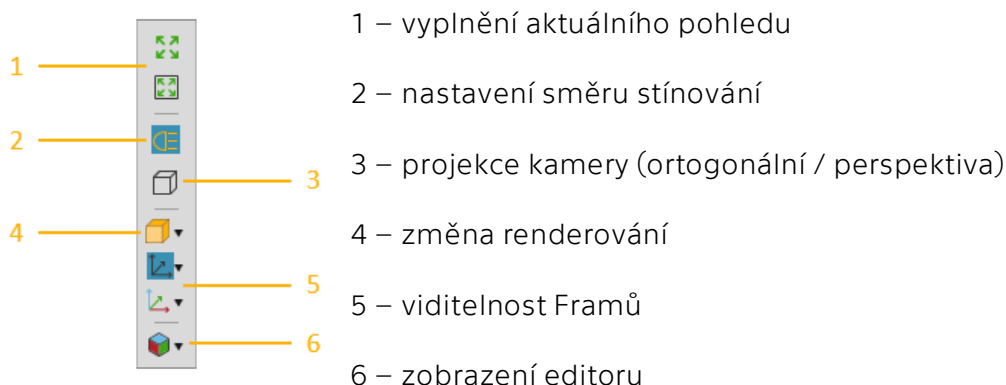 1 – vyplnění aktuálního pohledu
1
2 – nastavení směru stínování
2
3 – projekce kamery (ortogonální / perspektiva)
3
4 – změna renderování
4
5 – viditelnost Framů
5
6 – zobrazení editoru
6